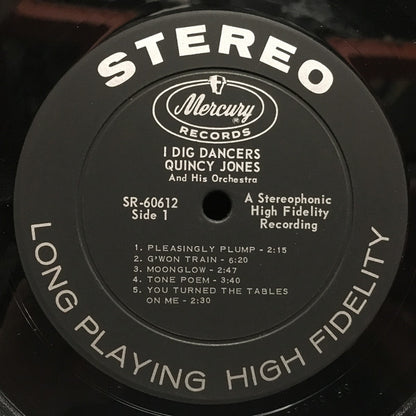 STEREO
Mercury
RECORDS
I DIG DANCERS
QUINCY JONES
And His Orchestra
SR-60612
Side 1
A Stereophonic
High Fidelity
Recording
1. PLEASINGLY PLUMP - 2:15
2. G'WON TRAIN - 6:20
3. MOONGLOW - 2:47
4. TONE POEM - 3:40
5. YOU TURNED THE TABLES
ON ME - 2:30
LONG PLAYING HIGH FIDELITY